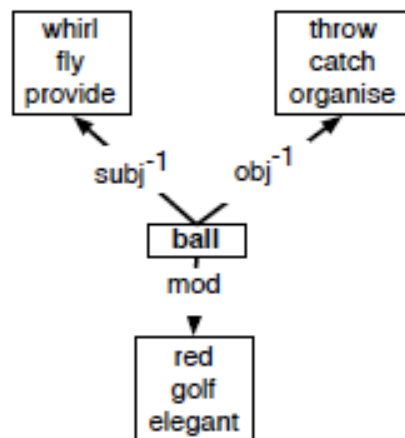 whirl
fly
provide
throw
catch
organise
subj-1
obj-1
ball
mod
red
golf
elegant